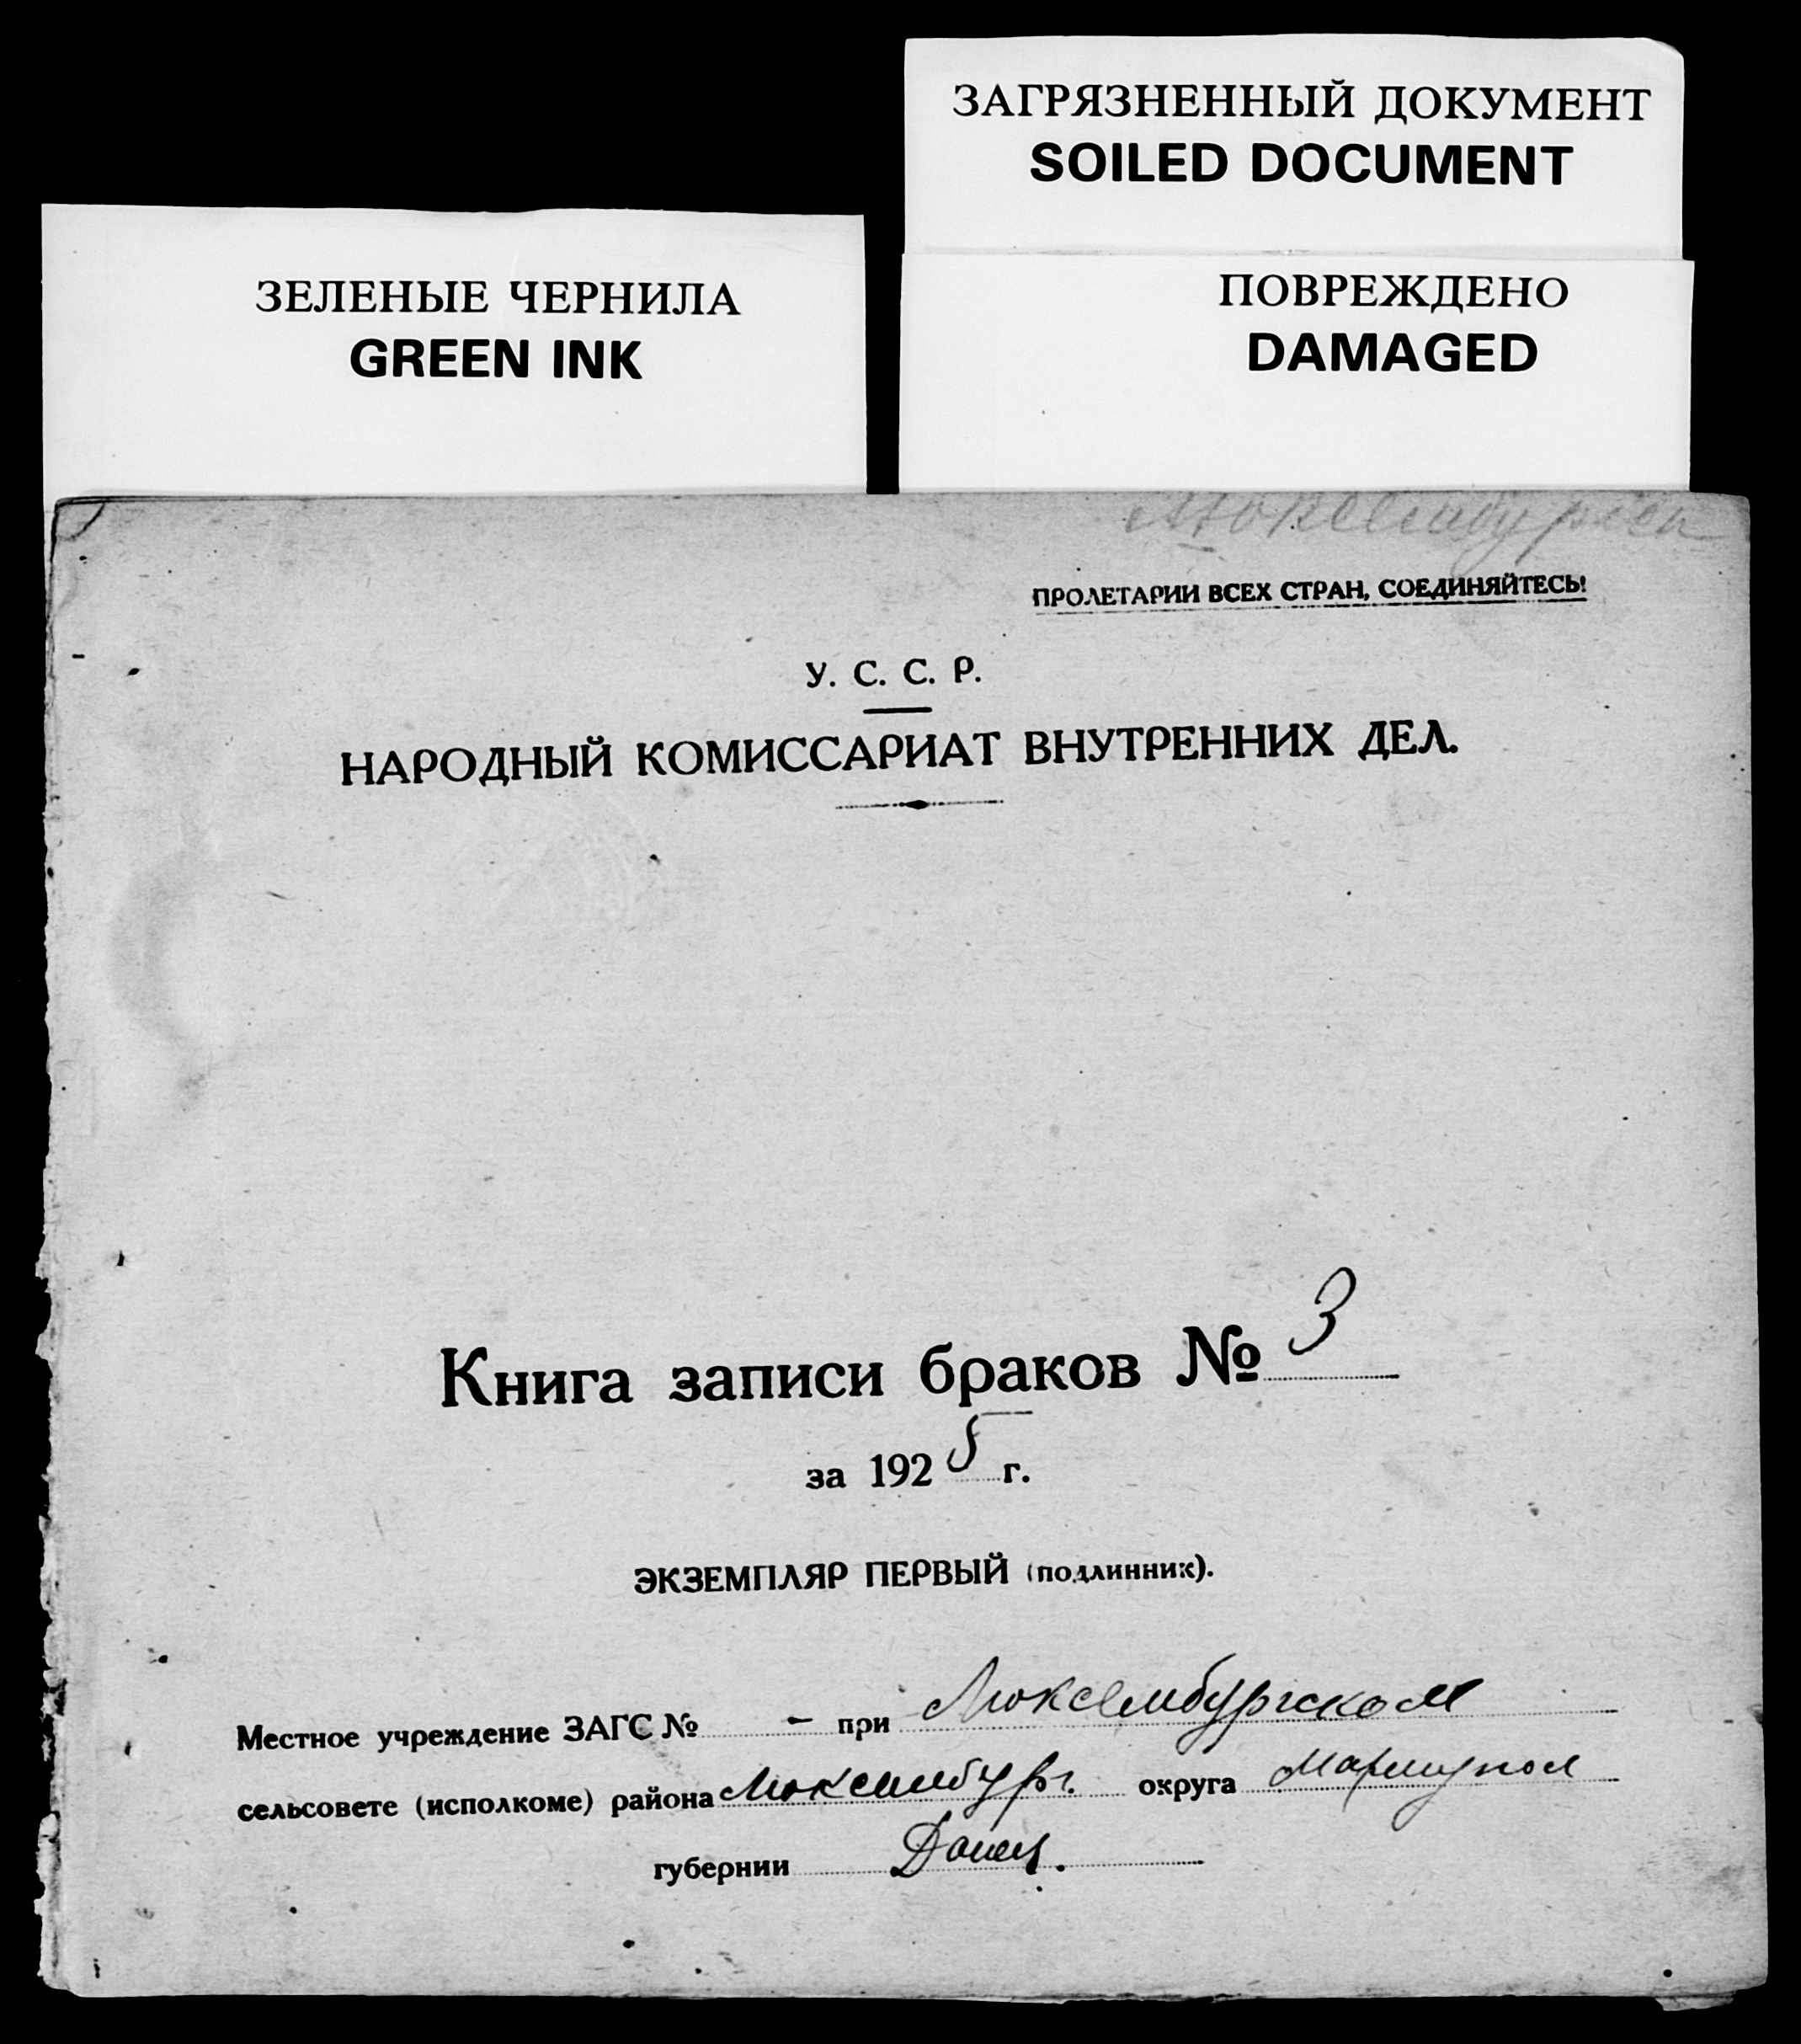 ЗАГРЯЗНЕННЫЙ ДОКУМЕНТ
SOILED DOCUMENT
ЗЕЛЕНЫЕ ЧЕРНИЛА
GREEN INK
ПОВРЕЖДЕНО
DAMAGED
ПРОЛЕТАРИИ ВСЕХ СТРАН, СОЕДИНЯЙТЕСЬ!
У. С. С. Р.
НАРОДНЫЙ КОМИССАРИАТ ВНУТРЕННИХ ДЕЛ.
Книга записи браков № 3
за 1925 г.
ЭКЗЕМПЛЯР ПЕРВЫЙ (подлинник).
Местное учреждение ЗАГС № - при Люксембургском
сельсовете (исполкоме) района Люксембург. округа Мариупол
губернии Донец.